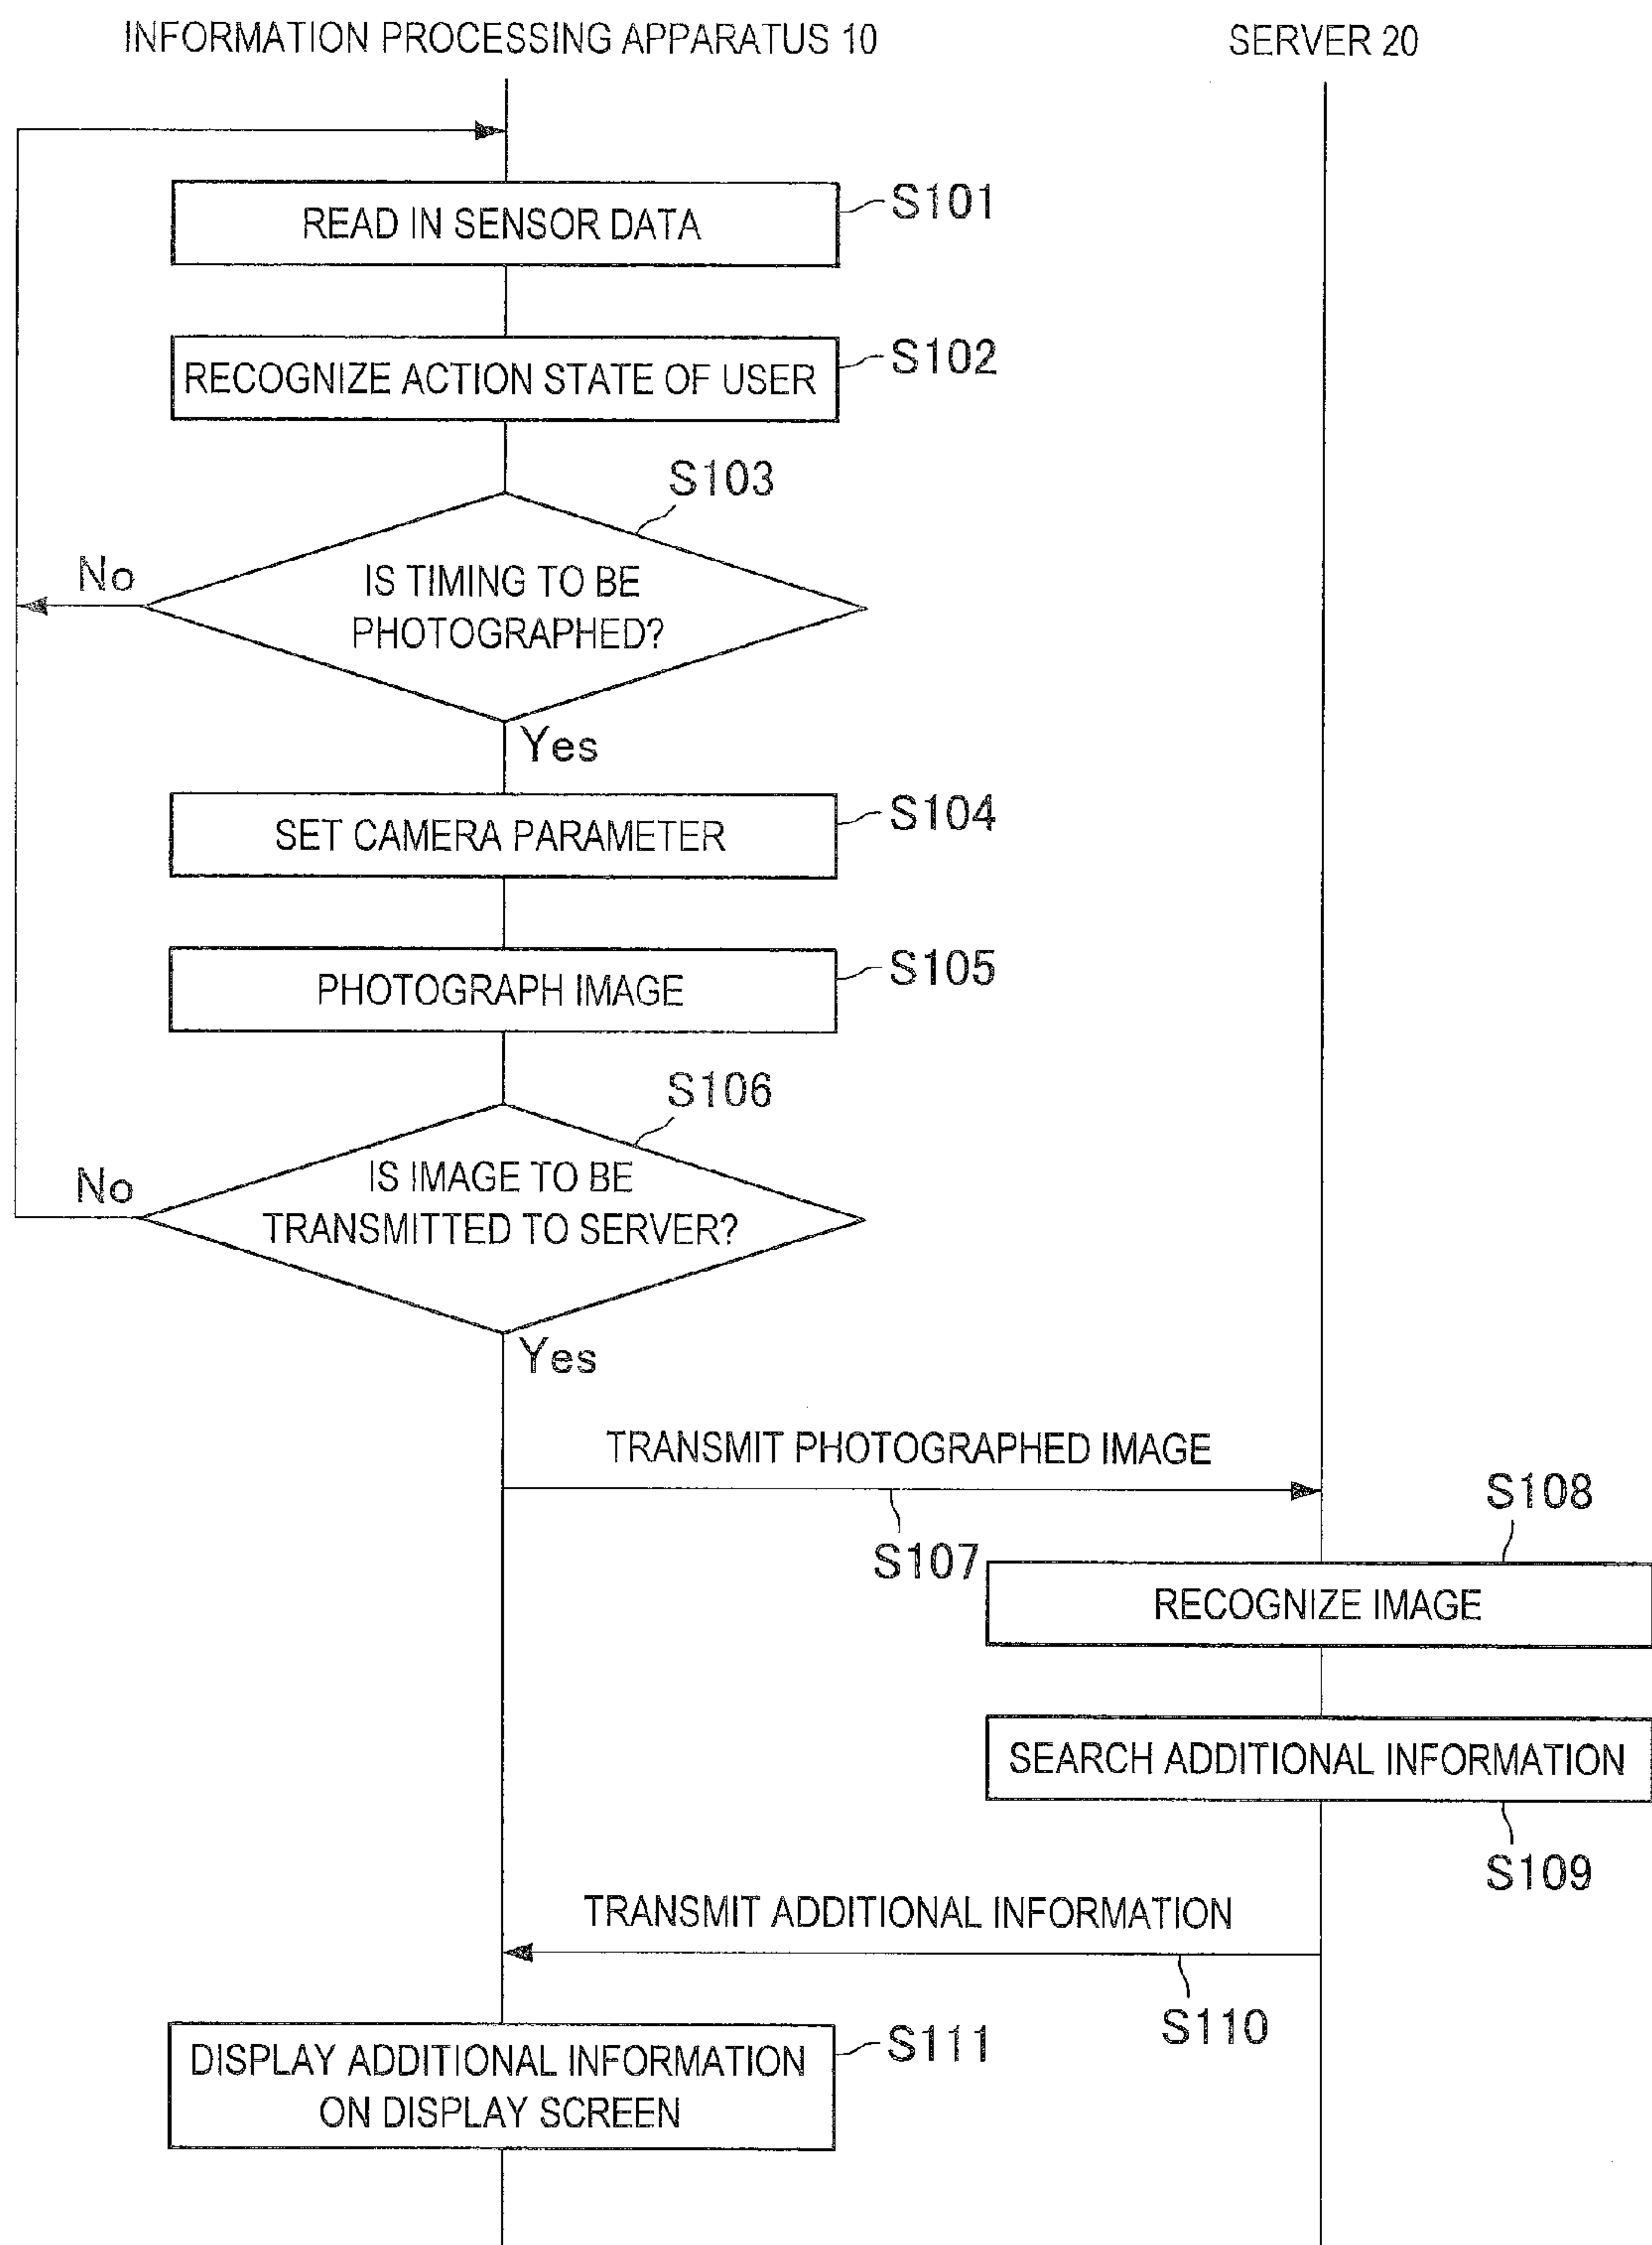 INFORMATION PROCESSING APPARATUS 10
SERVER 20
READ IN SENSOR DATA
S101
RECOGNIZE ACTION STATE OF USER
S102
S103
No
IS TIMING TO BE
PHOTOGRAPHED?
Yes
SET CAMERA PARAMETER
S104
PHOTOGRAPH IMAGE
S105
S106
No
IS IMAGE TO BE
TRANSMITTED TO SERVER?
Yes
TRANSMIT PHOTOGRAPHED IMAGE
S107
S108
RECOGNIZE IMAGE
SEARCH ADDITIONAL INFORMATION
S109
TRANSMIT ADDITIONAL INFORMATION
S110
DISPLAY ADDITIONAL INFORMATION
ON DISPLAY SCREEN
S111